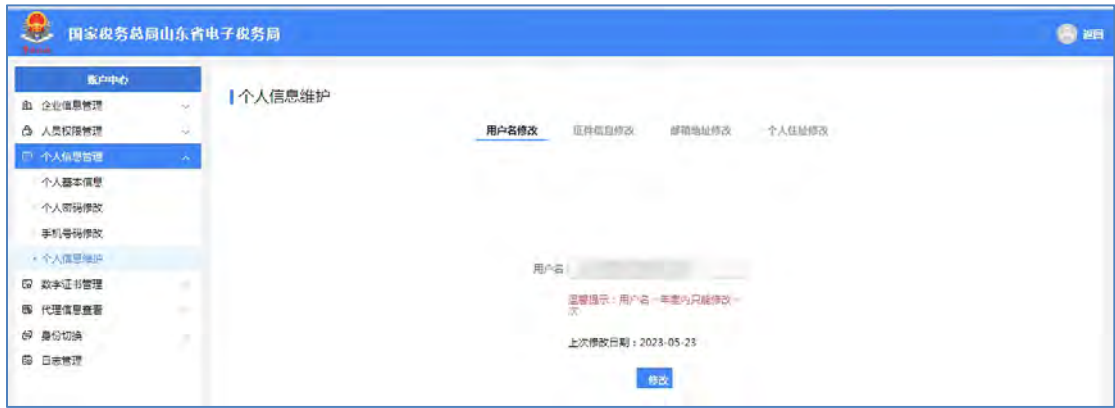 国家税务总局山东省电子税务局
返回
账户中心
企业信息管理
人员权限管理
个人信息管理
个人基本信息
个人密码修改
手机号码修改
个人信息维护
数字证书管理
代理信息查看
身份切换
日志管理
个人信息维护
用户名修改 证件信息修改 邮箱地址修改 个人住址修改
用户名：
温馨提示：用户名一年度内只能修改一
次
上次修改日期：2023-05-23
修改